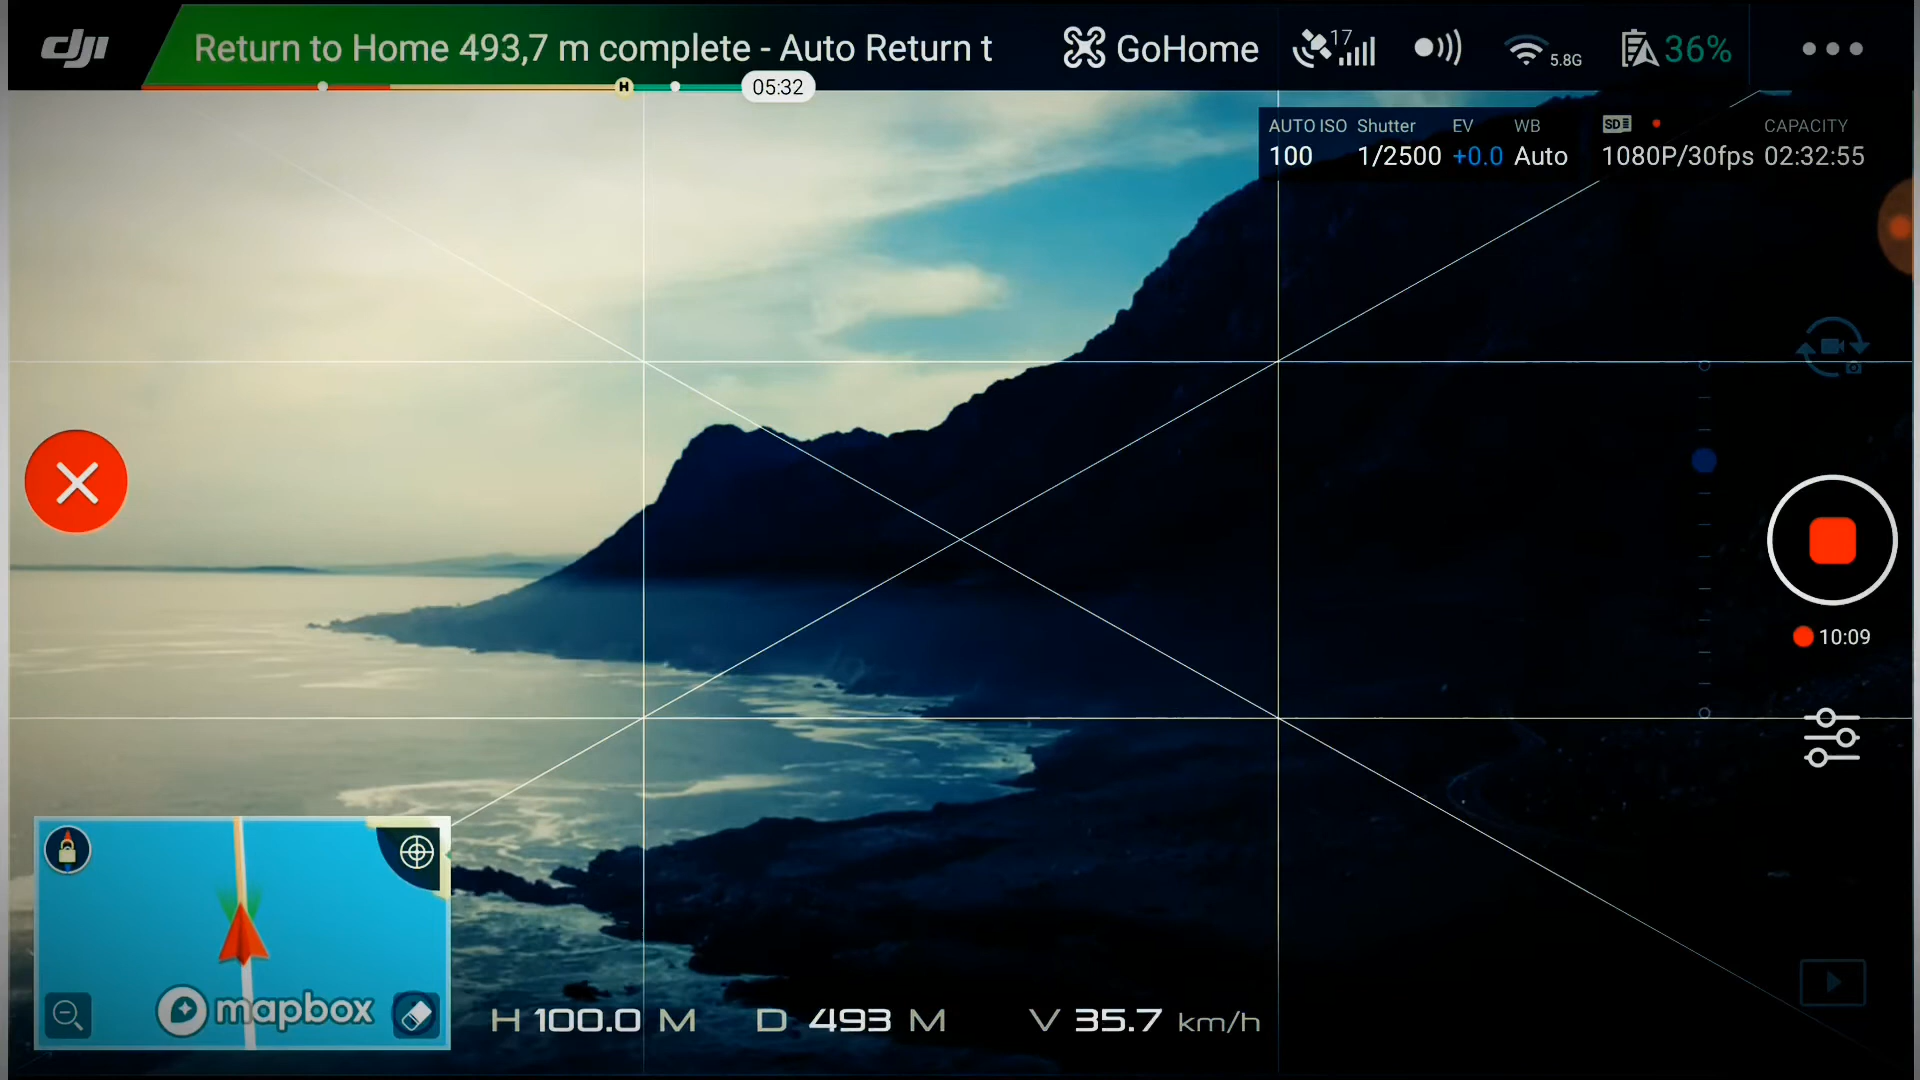 dji
Return to Home 493,7 m complete - Auto Return t
GoHome
17
5.8G
36%
H
05:32
AUTO ISO Shutter EV WB SD CAPACITY
100 1/2500 +0.0 Auto 1080P/30fps 02:32:55
10:09
mapbox
H 100.0 M D 493 M V 35.7 km/h